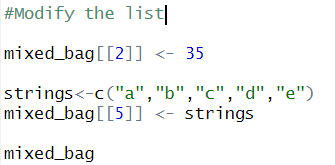 #Modify the list
mixed_bag[[2]] <- 35
strings<-c("a","b","c","d","e")
mixed_bag[[5]] <- strings
mixed_bag